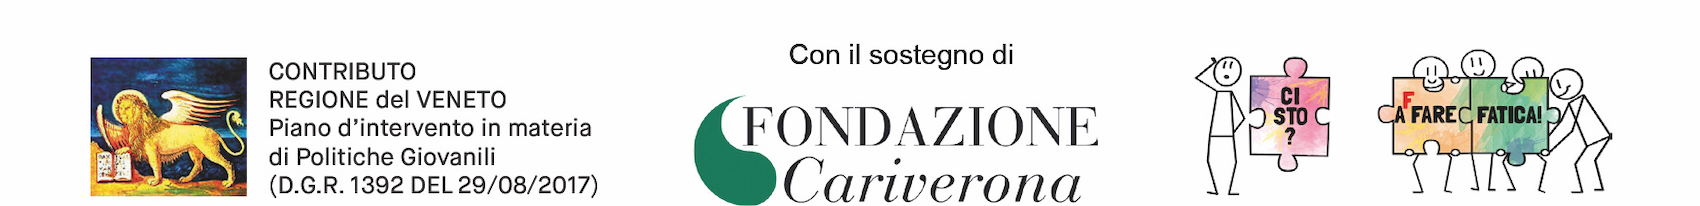 CONTRIBUTO
REGIONE del VENETO
Piano d'intervento in materia
di Politiche Giovanili
(D.G.R. 1392 DEL 29/08/2017)
Con il sostegno di
FONDAZIONE
Cariverona
CI
STO
?
AFFARE FATICA!